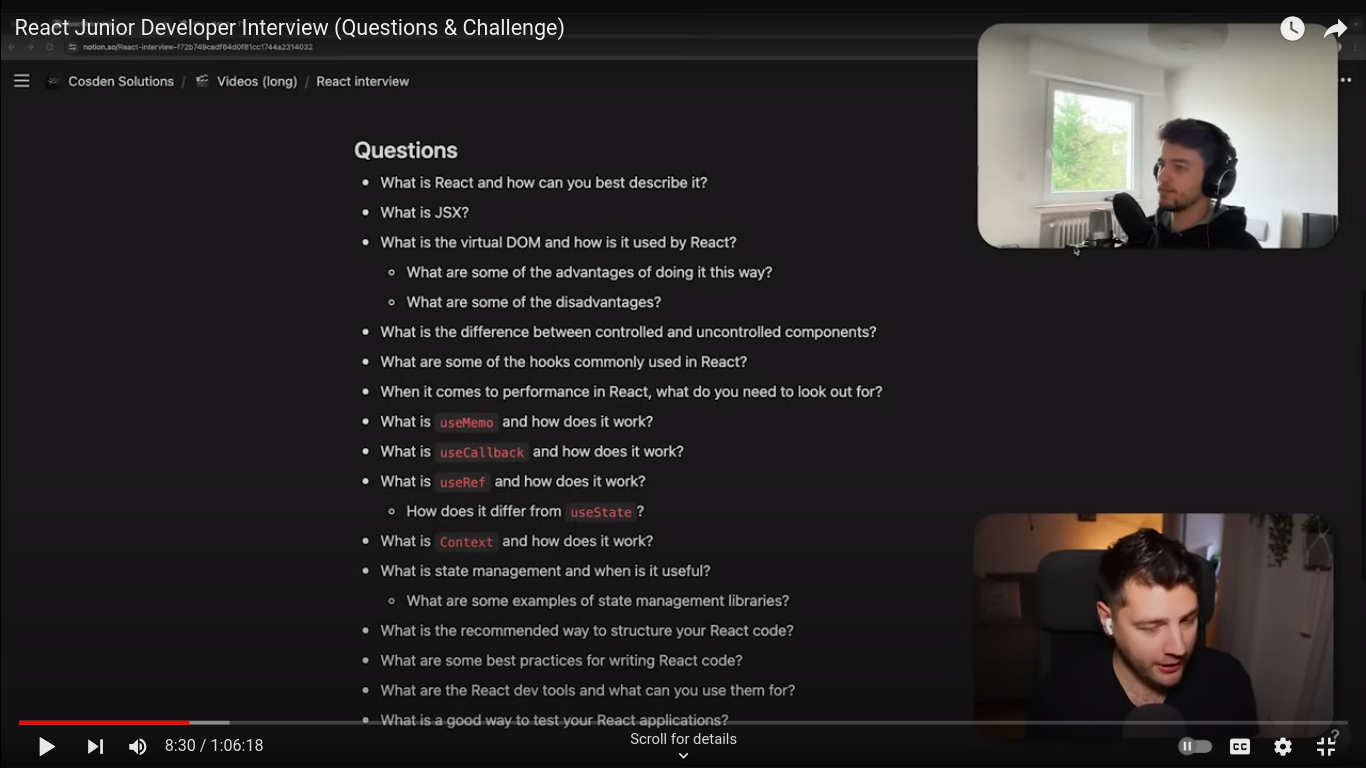 React Junior Developer Interview (Questions & Challenge)
notion.so/React-interview-f72b749cedf64d0f81cc1744a2314032
Cosden Solutions / Videos (long) / React interview
Questions
• What is React and how can you best describe it?
• What is JSX?
• What is the virtual DOM and how is it used by React?
◦ What are some of the advantages of doing it this way?
◦ What are some of the disadvantages?
• What is the difference between controlled and uncontrolled components?
• What are some of the hooks commonly used in React?
• When it comes to performance in React, what do you need to look out for?
• What is useMemo and how does it work?
• What is useCallback and how does it work?
• What is useRef and how does it work?
◦ How does it differ from useState ?
• What is Context and how does it work?
• What is state management and when is it useful?
◦ What are some examples of state management libraries?
• What is the recommended way to structure your React code?
• What are some best practices for writing React code?
• What are the React dev tools and what can you use them for?
• What is a good way to test your React applications?
?
8:30 / 1:06:18
Scroll for details
CC